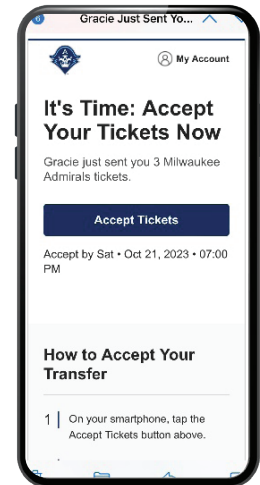 6
Gracie Just Sent Yo...
My Account
It's Time: Accept
Your Tickets Now
Gracie just sent you 3 Milwaukee
Admirals tickets.
Accept Tickets
Accept by Sat • Oct 21, 2023 • 07:00
PM
How to Accept Your
Transfer
1
On your smartphone, tap the
Accept Tickets button above.